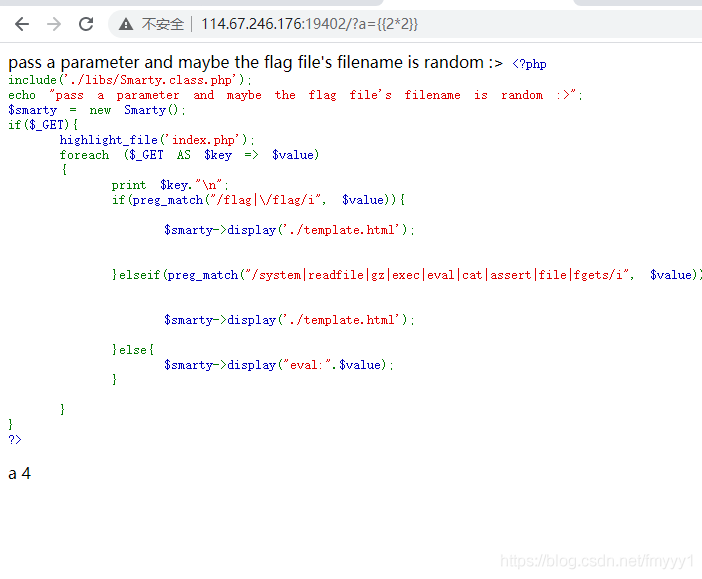 不安全 | 114.67.246.176:19402/?a={{2*2}}
pass a parameter and maybe the flag file's filename is random :> <?php
include('./libs/Smarty.class.php');
echo "pass a parameter and maybe the flag file's filename is random :>";
$smarty = new Smarty();
if($_GET){
highlight_file('index.php');
foreach ($_GET AS $key => $value)
{
print $key."\n";
if(preg_match("/flag|\/flag/i", $value)){
$smarty->display('./template.html');
}elseif(preg_match("/system|readfile|gz|exec|eval|cat|assert|file|fgets/i", $value))
$smarty->display('./template.html');
}else{
$smarty->display("eval:".$value);
}
}
}
?>
a 4
https://blog.csdn.net/fmyyy1